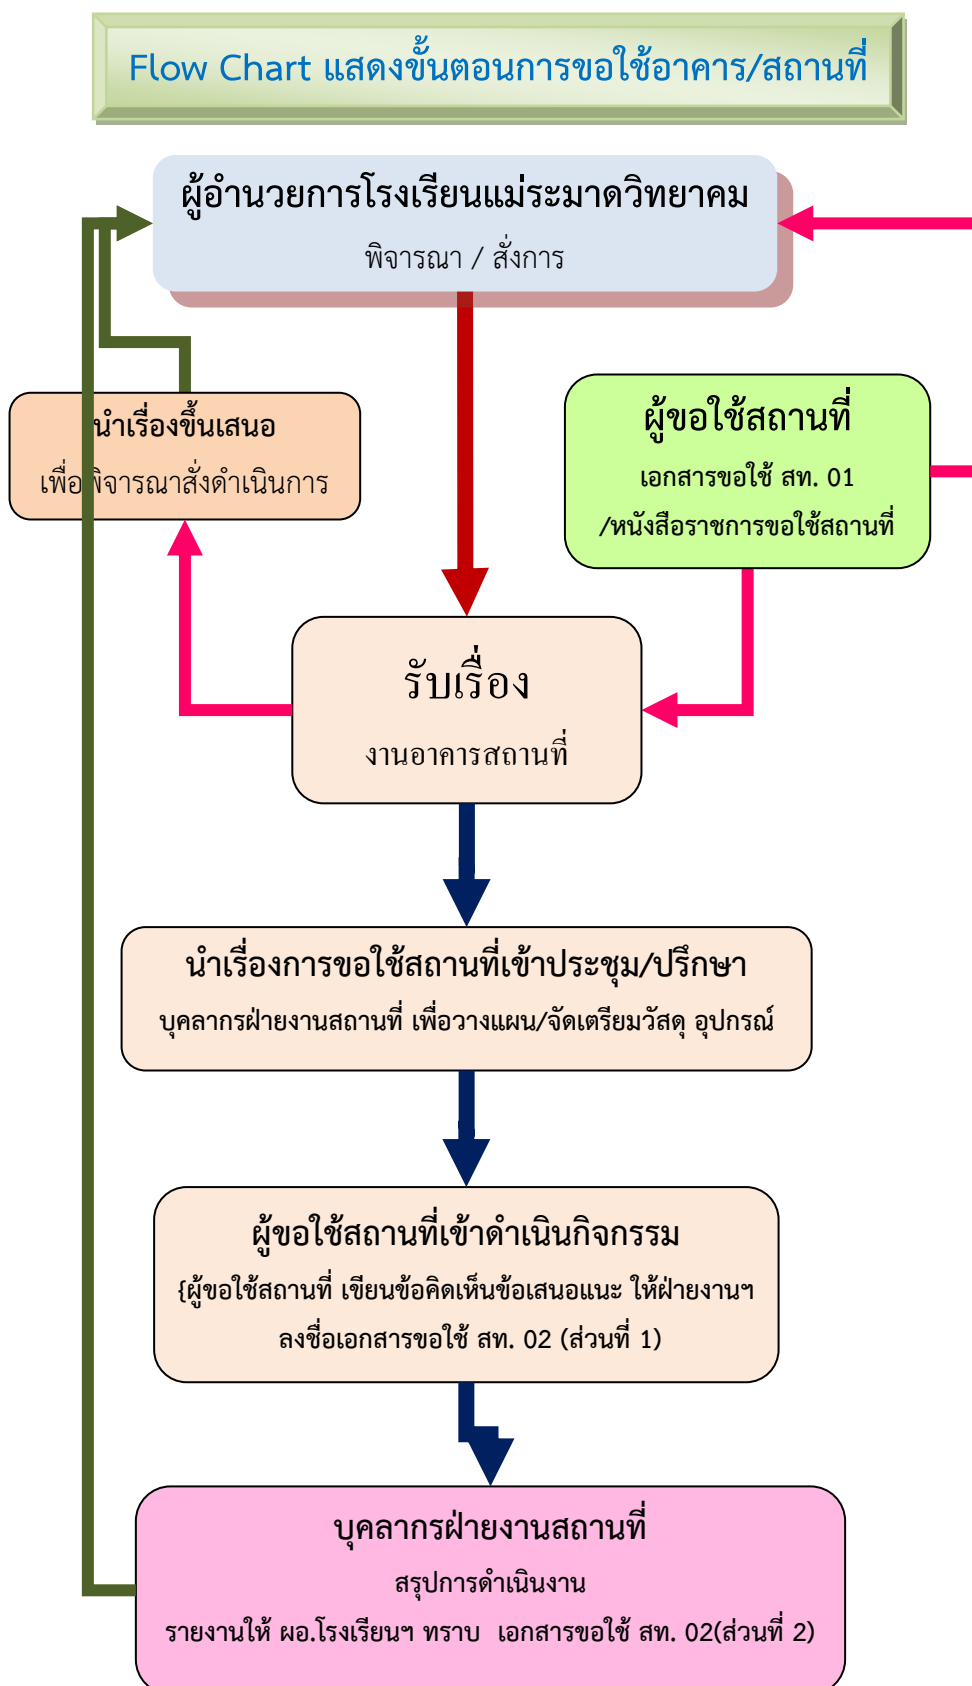 Flow Chart แสดงขั้นตอนการขอใช้อาคาร/สถานที่
ผู้อำนวยการโรงเรียนแม่ระมาดวิทยาคม
พิจารณา / สั่งการ
นำเรื่องขึ้นเสนอ
เพื่อพิจารณาสั่งดำเนินการ
ผู้ขอใช้สถานที่
เอกสารขอใช้ สท. 01
/หนังสือราชการขอใช้สถานที่
รับเรื่อง
งานอาคารสถานที่
นำเรื่องการขอใช้สถานที่เข้าประชุม/ปรึกษา
บุคลากรฝ่ายงานสถานที่ เพื่อวางแผน/จัดเตรียมวัสดุ อุปกรณ์
ผู้ขอใช้สถานที่เข้าดำเนินกิจกรรม
{ผู้ขอใช้สถานที่ เขียนข้อคิดเห็นข้อเสนอแนะ ให้ฝ่ายงานฯ
ลงชื่อเอกสารขอใช้ สท. 02 (ส่วนที่ 1)
บุคลากรฝ่ายงานสถานที่
สรุปการดำเนินงาน
รายงานให้ ผอ.โรงเรียนฯ ทราบ เอกสารขอใช้ สท. 02(ส่วนที่ 2)